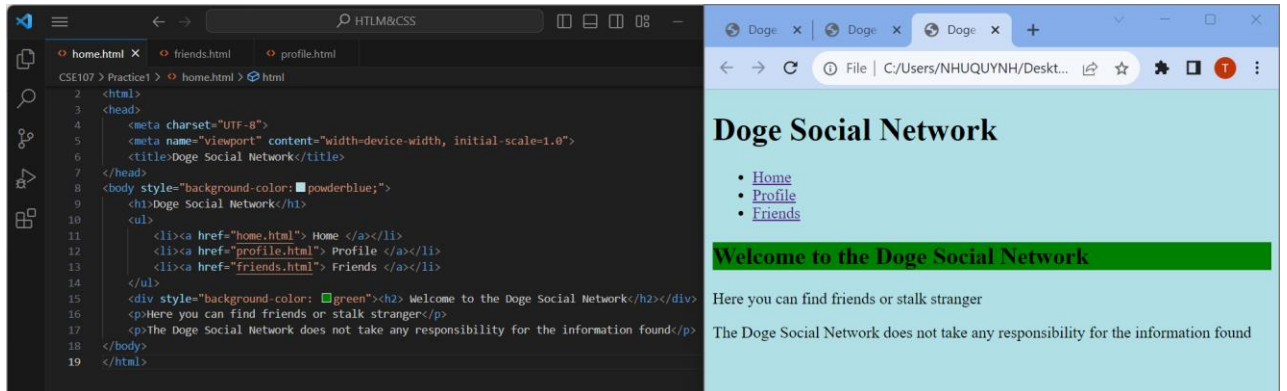 HTLM&CSS
home.html
friends.html
profile.html
CSE107 > Practice1 > home.html > html
2 <html>
3 <head>
4 <meta charset="UTF-8">
5 <meta name="viewport" content="width=device-width, initial-scale=1.0">
6 <title>Doge Social Network</title>
7 </head>
8 <body style="background-color: powderblue;">
9 <h1>Doge Social Network</h1>
10 <ul>
11 <li><a href="home.html"> Home </a></li>
12 <li><a href="profile.html"> Profile </a></li>
13 <li><a href="friends.html"> Friends </a></li>
14 </ul>
15 <div style="background-color: green"><h2> Welcome to the Doge Social Network</h2></div>
16 <p>Here you can find friends or stalk stranger</p>
17 <p>The Doge Social Network does not take any responsibility for the information found</p>
18 </body>
19 </html>
Doge
Doge
Doge
File | C:/Users/NHUQUYNH/Deskt...
T
Doge Social Network
• Home
• Profile
• Friends
Welcome to the Doge Social Network
Here you can find friends or stalk stranger
The Doge Social Network does not take any responsibility for the information found